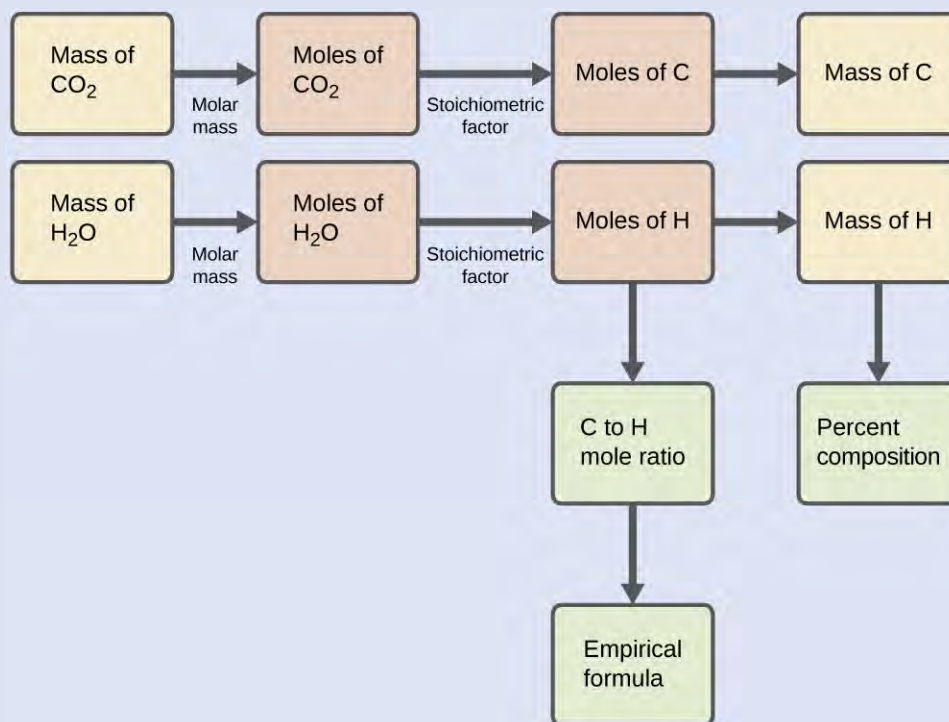 Mass of
CO₂
Molar
mass
Moles of
CO₂
Stoichiometric
factor
Moles of C
Mass of C
Mass of
H₂O
Molar
mass
Moles of
H₂O
Stoichiometric
factor
Moles of H
Mass of H
C to H
mole ratio
Percent
composition
Empirical
formula